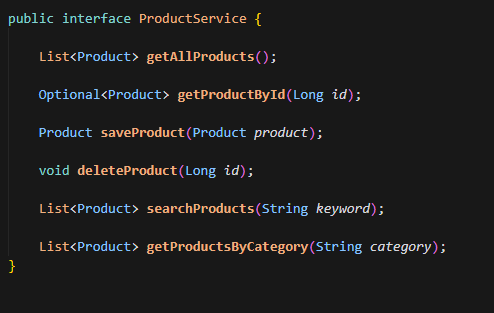 public interface ProductService {
List<Product> getAllProducts();
Optional<Product> getProductById(Long id);
Product saveProduct(Product product);
void deleteProduct(Long id);
List<Product> searchProducts(String keyword);
List<Product> getProductsByCategory(String category);
}